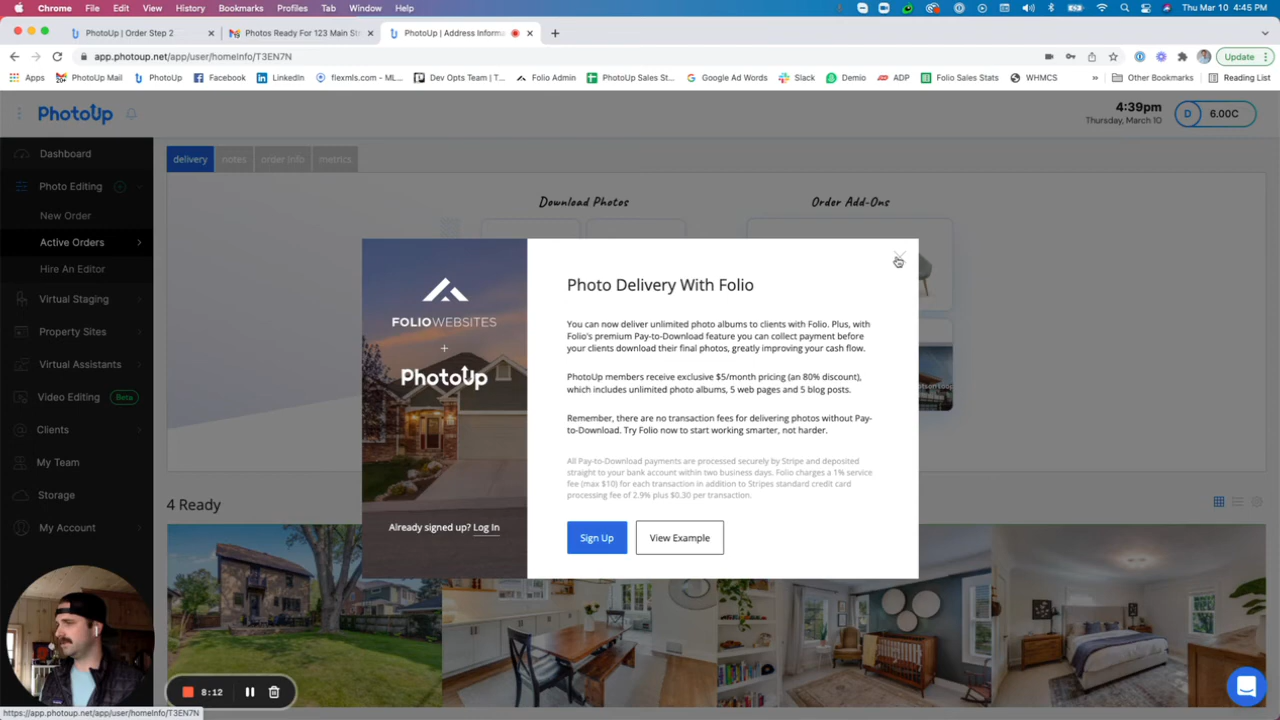 Chrome File Edit View History Bookmarks Profiles Tab Window Help
Thu Mar 10 4:45 PM
PhotoUp | Order Step 2
Photos Ready For 123 Main St
PhotoUp | Address Informa
app.photoup.net/app/user/homeInfo/T3EN7N
Update
Apps PhotoUp Mail PhotoUp Facebook LinkedIn flexmls.com - ML... Dev Opts Team | T... Folio Admin PhotoUp Sales St... Google Ad Words Slack Demio ADP Folio Sales Stats WHMCS » Other Bookmarks Reading List
PhotoUp
4:39pm
Thursday, March 10
D 6.00C
Dashboard
Photo Editing
New Order
Active Orders
Hire An Editor
Virtual Staging
Property Sites
Virtual Assistants
Video Editing Beta
Clients
My Team
Storage
My Account
delivery notes order info metrics
Download Photos
Order Add-Ons
FOLIOWEBSITES
+
PhotoUp
Already signed up? Log In
Photo Delivery With Folio
You can now deliver unlimited photo albums to clients with Folio. Plus, with
Folio's premium Pay-to-Download feature you can collect payment before
your clients download their final photos, greatly improving your cash flow.
PhotoUp members receive exclusive $5/month pricing (an 80% discount),
which includes unlimited photo albums, 5 web pages and 5 blog posts.
Remember, there are no transaction fees for delivering photos without Pay-
to-Download. Try Folio now to start working smarter, not harder.
All Pay-to-Download payments are processed securely by Stripe and deposited
straight to your bank account within two business days. Folio charges a 1% service
fee (max $10) for each transaction in addition to Stripes standard credit card
processing fee of 2.9% plus $0.30 per transaction.
Sign Up
View Example
4 Ready
8:12
https://app.photoup.net/app/user/homeInfo/T3EN7N